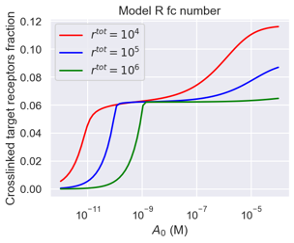 Model R fc number
Crosslinked target receptors fraction
0.12
0.10
0.08
0.06
0.04
0.02
0.00
r^{tot} = 10^4
r^{tot} = 10^5
r^{tot} = 10^6
10^{-11} 10^{-9} 10^{-7} 10^{-5}
A_0 (M)